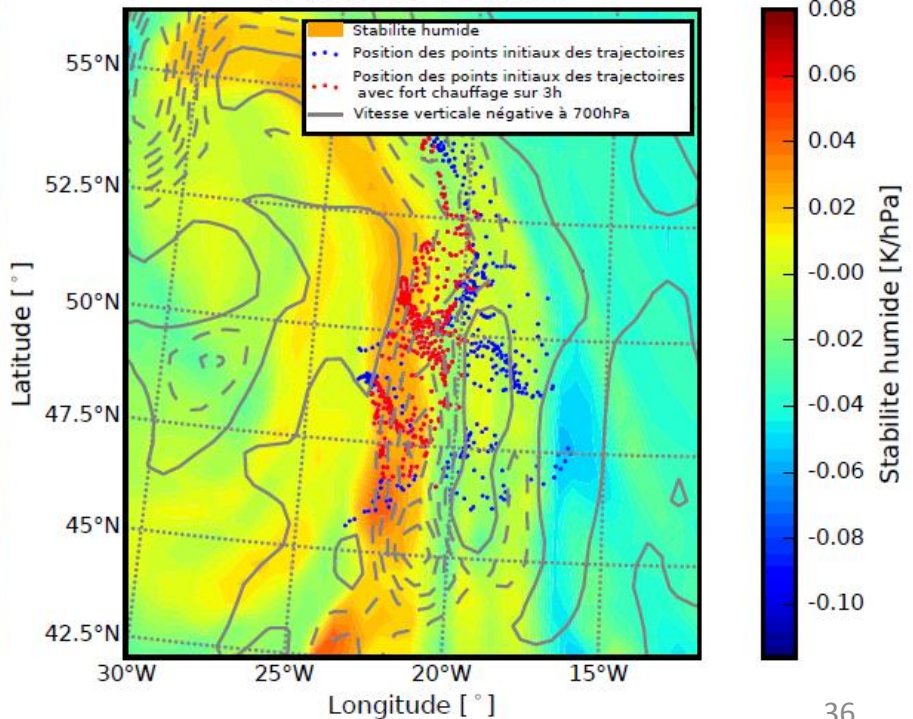 Stabilite humide
Position des points initiaux des trajectoires
Position des points initiaux des trajectoires
avec fort chauffage sur 3h
Vitesse verticale négative à 700hPa
55°N
52.5°N
50°N
47.5°N
45°N
42.5°N
Latitude [°]
30°W
25°W
20°W
15°W
Longitude [°]
0.08
0.06
0.04
0.02
-0.00
-0.02
-0.04
-0.06
-0.08
-0.10
Stabilite humide [K/hPa]
36